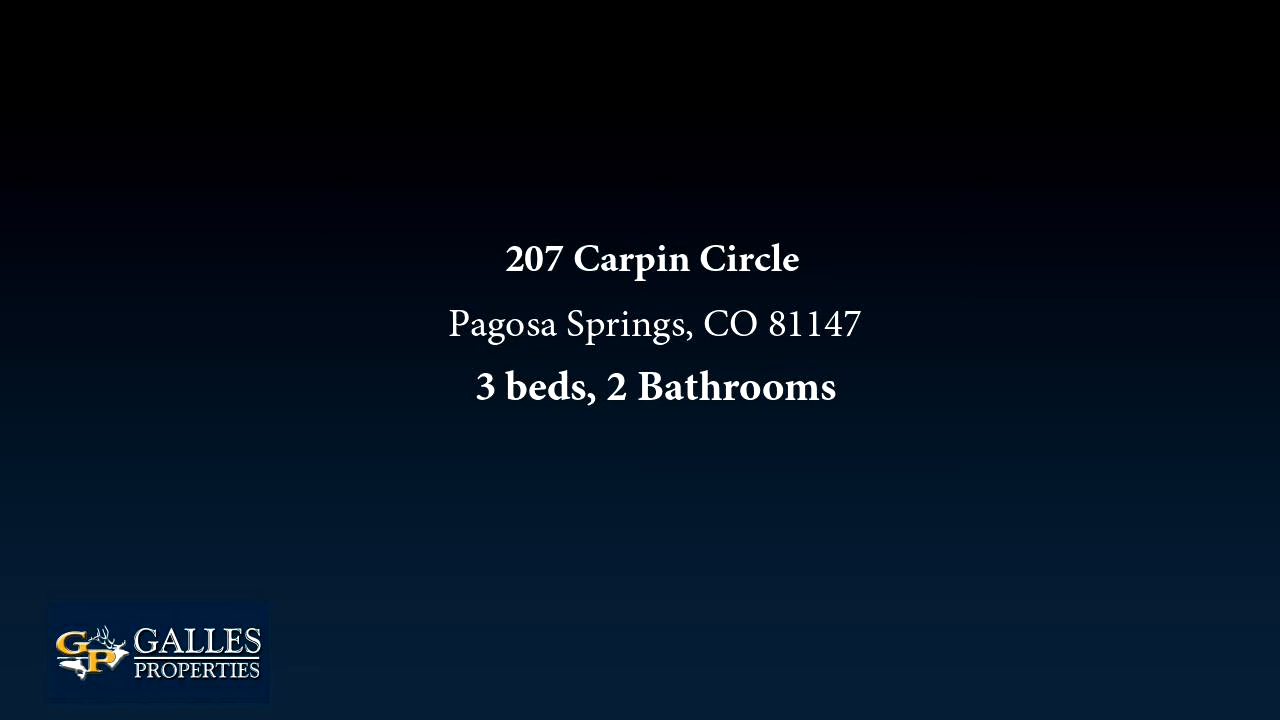 207 Carpin Circle
Pagosa Springs, CO 81147
3 beds, 2 Bathrooms
GP GALLES
PROPERTIES